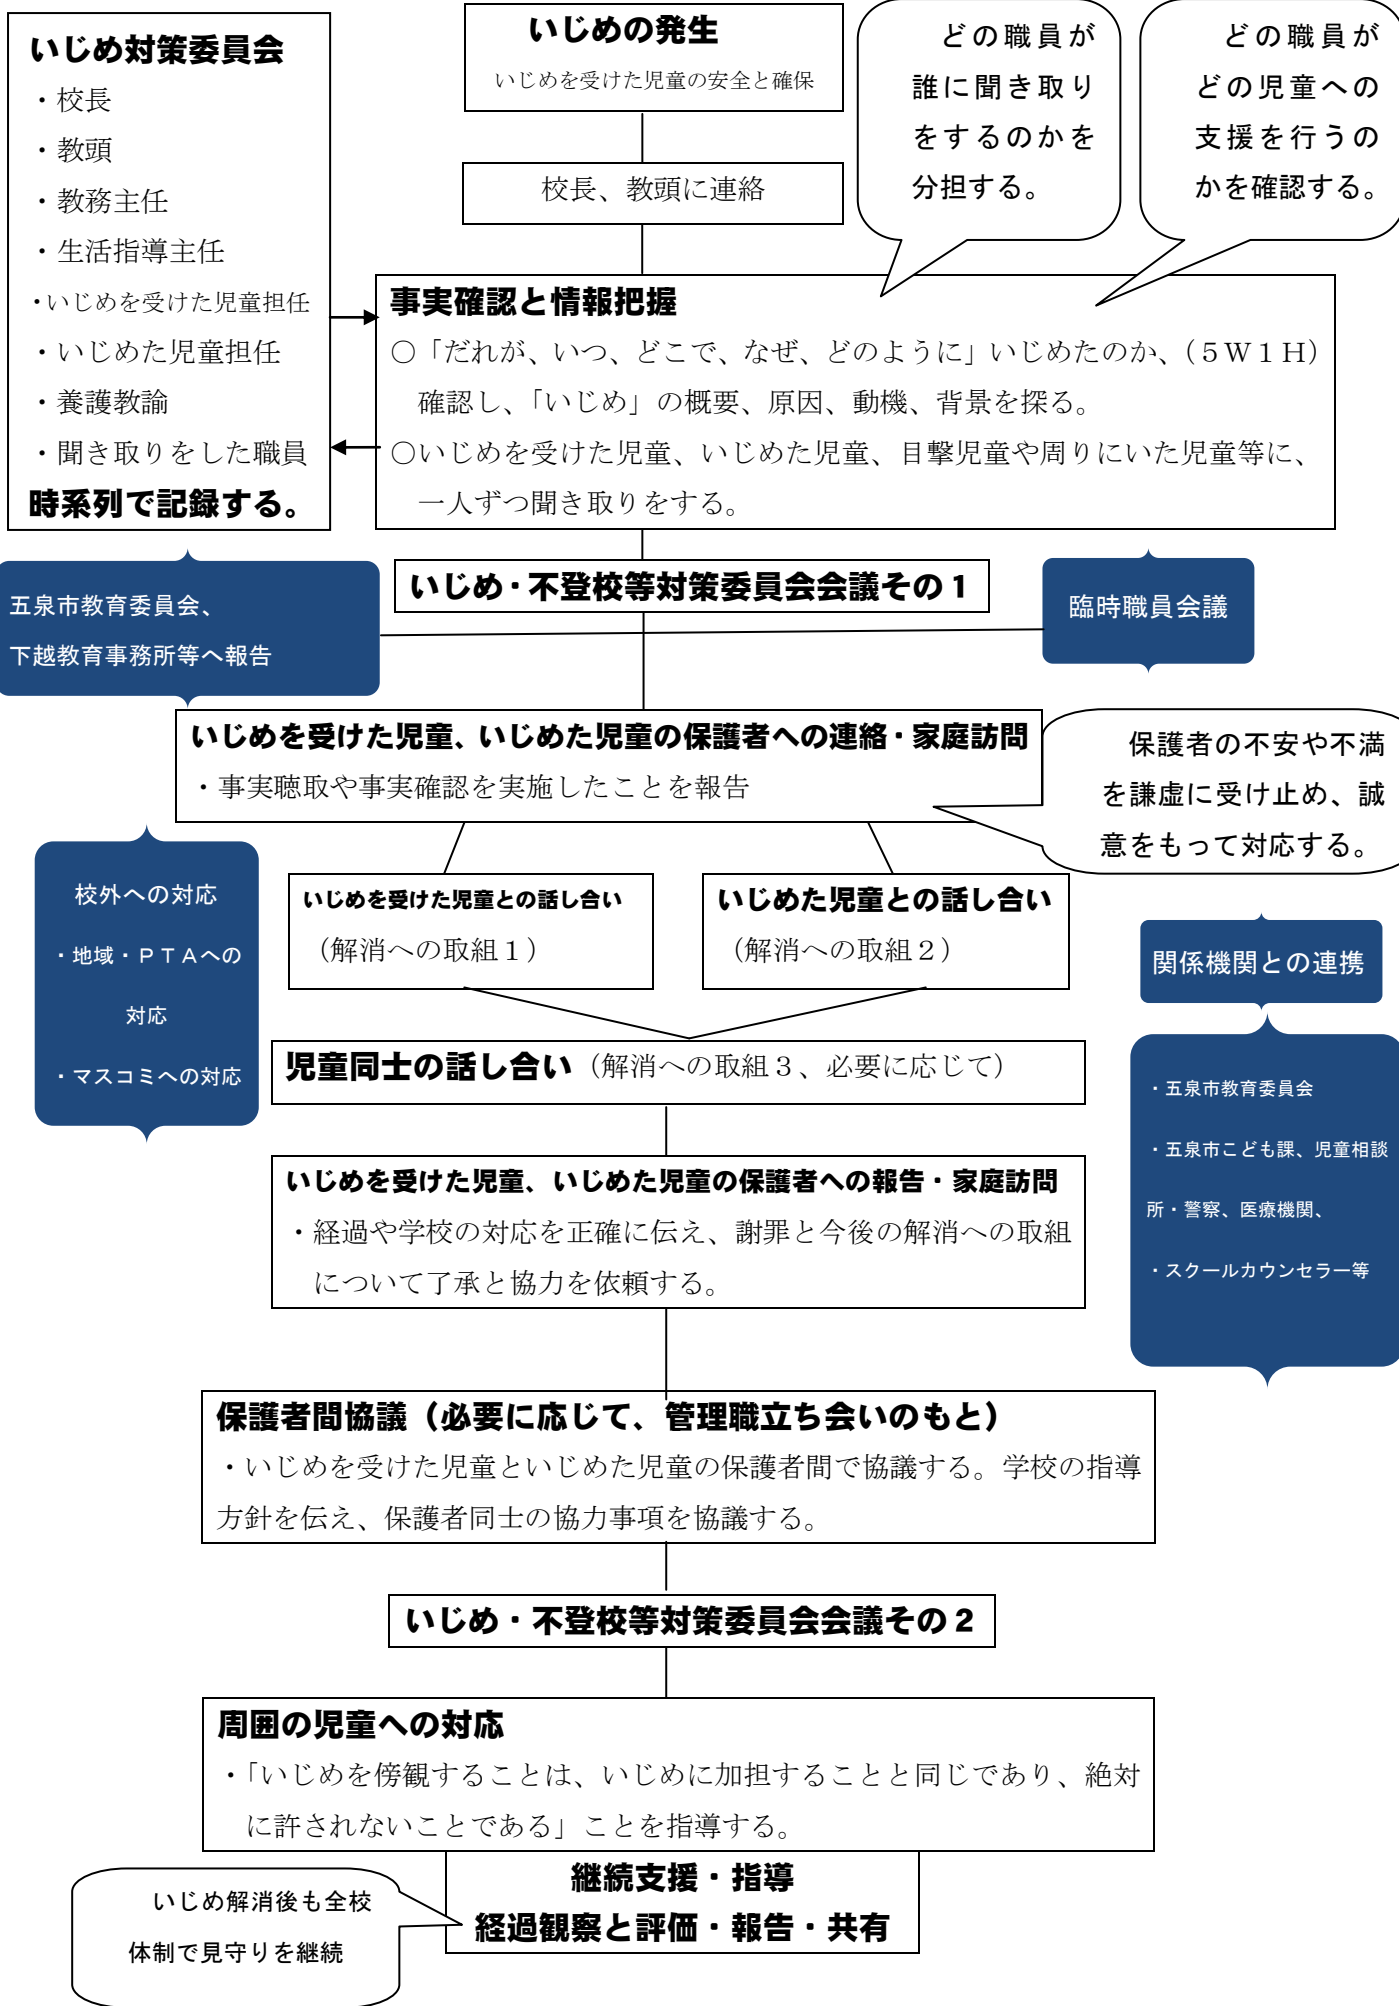 いじめ対策委員会
・校長
・教頭
・教務主任
・生活指導主任
・いじめを受けた児童担任
・いじめた児童担任
・養護教諭
・聞き取りをした職員
時系列で記録する。
いじめの発生
いじめを受けた児童の安全と確保
校長、教頭に連絡
どの職員が
誰に聞き取り
をするのかを
分担する。
どの職員が
どの児童への
支援を行うの
かを確認する。
事実確認と情報把握
○「だれが、いつ、どこで、なぜ、どのように」いじめたのか、（５Ｗ１Ｈ）
確認し、「いじめ」の概要、原因、動機、背景を探る。
○いじめを受けた児童、いじめた児童、目撃児童や周りにいた児童等に、
一人ずつ聞き取りをする。
いじめ・不登校等対策委員会会議その１
五泉市教育委員会、
下越教育事務所等へ報告
臨時職員会議
いじめを受けた児童、いじめた児童の保護者への連絡・家庭訪問
・事実聴取や事実確認を実施したことを報告
保護者の不安や不満
を謙虚に受け止め、誠
意をもって対応する。
校外への対応
・地域・ＰＴＡへの
対応
・マスコミへの対応
いじめを受けた児童との話し合い
（解消への取組１）
いじめた児童との話し合い
（解消への取組２）
関係機関との連携
・五泉市教育委員会
・五泉市こども課、児童相談
所・警察、医療機関、
・スクールカウンセラー等
児童同士の話し合い（解消への取組３、必要に応じて）
いじめを受けた児童、いじめた児童の保護者への報告・家庭訪問
・経過や学校の対応を正確に伝え、謝罪と今後の解消への取組
について了承と協力を依頼する。
保護者間協議（必要に応じて、管理職立ち会いのもと）
・いじめを受けた児童といじめた児童の保護者間で協議する。学校の指導
方針を伝え、保護者同士の協力事項を協議する。
いじめ・不登校等対策委員会会議その２
周囲の児童への対応
・「いじめを傍観することは、いじめに加担することと同じであり、絶対
に許されないことである」ことを指導する。
継続支援・指導
経過観察と評価・報告・共有
いじめ解消後も全校
体制で見守りを継続